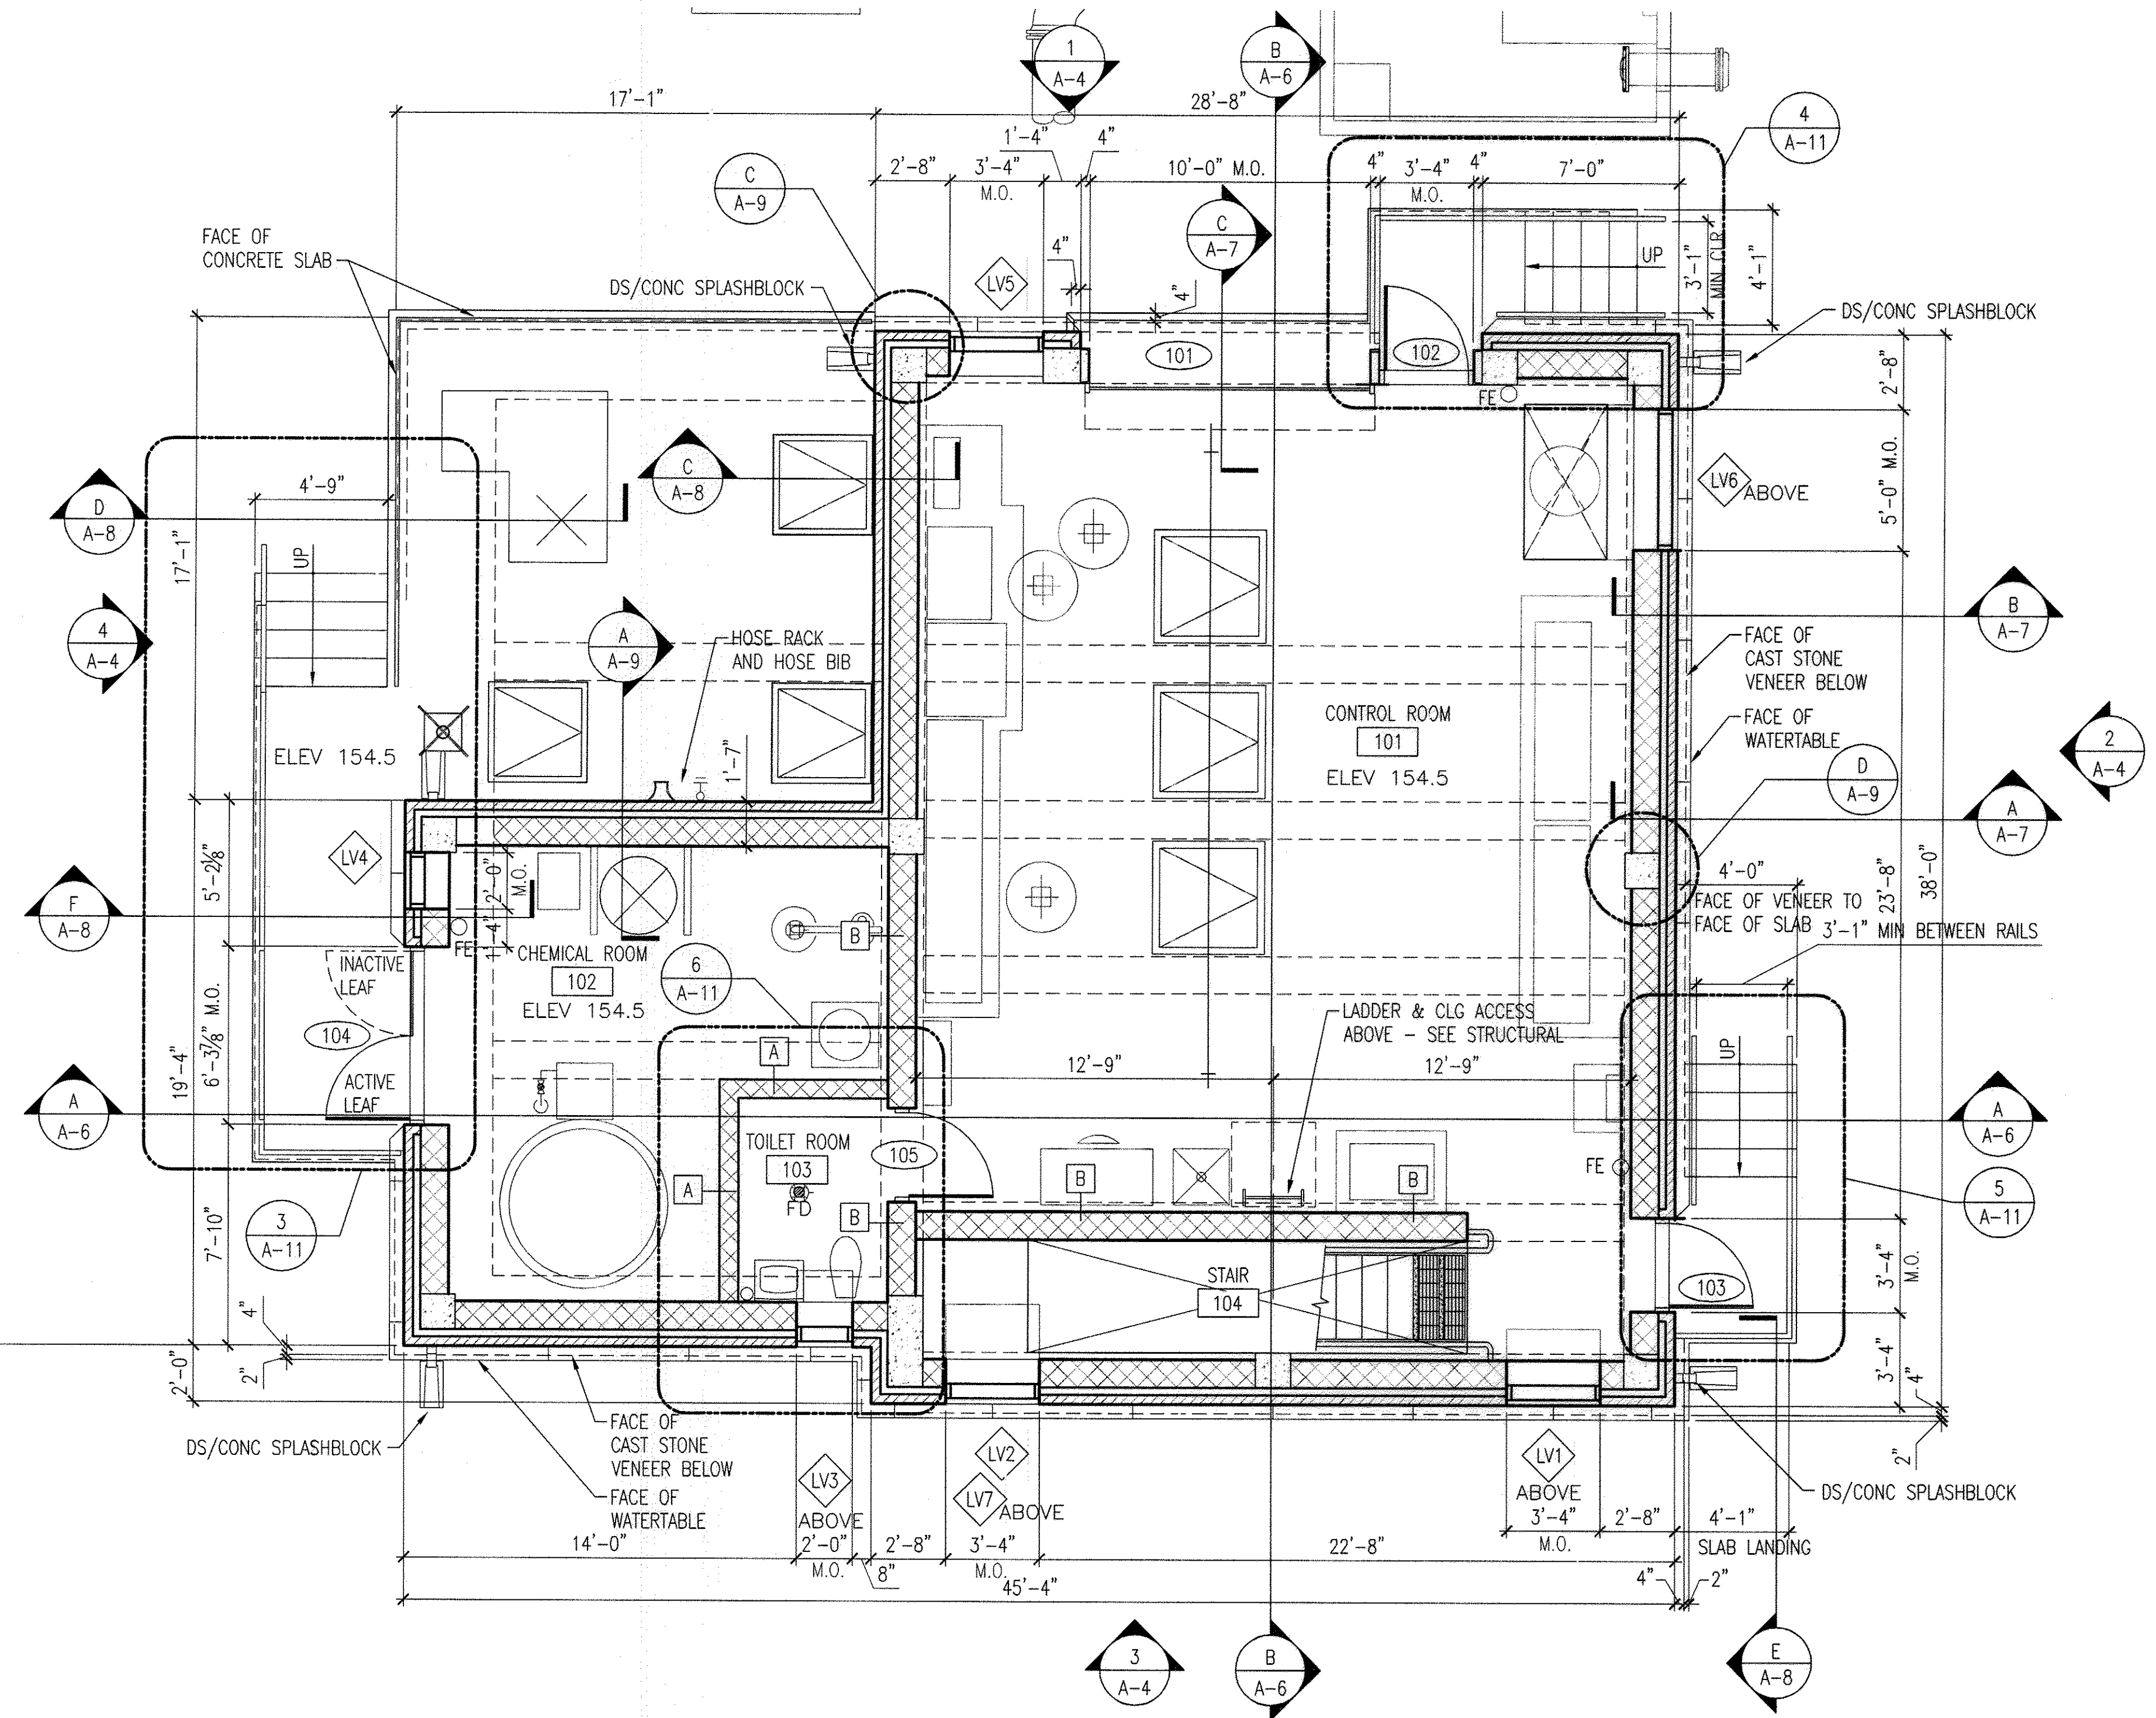 1
A-4
B
A-6
17'-1"
28'-8"
4
A-11
1'-4"
4"
2'-8"
3'-4"
M.O.
10'-0" M.O.
4"
3'-4"
M.O.
4"
7'-0"
C
A-9
C
A-7
FACE OF
CONCRETE SLAB
4"
UP
3'-1"
MIN CLR
4'-1"
DS/CONC SPLASHBLOCK
LV5
4"
DS/CONC SPLASHBLOCK
101
102
FE
2'-8"
4'-9"
C
A-8
D
A-8
LV6
ABOVE
5'-0" M.O.
17'-1"
UP
4
A-4
A
A-9
HOSE RACK
AND HOSE BIB
B
A-7
FACE OF
CAST STONE
VENEER BELOW
CONTROL ROOM
101
ELEV 154.5
FACE OF
WATERTABLE
2
A-4
ELEV 154.5
1'-7"
D
A-9
A
A-7
LV4
5'-2 1/8"
2'-0"
M.O.
4'-0"
23'-8"
38'-0"
F
A-8
FE
1'-4"
B
FACE OF VENEER TO
FACE OF SLAB
3'-1" MIN BETWEEN RAILS
CHEMICAL ROOM
102
ELEV 154.5
6
A-11
INACTIVE
LEAF
104
ACTIVE
LEAF
LADDER & CLG ACCESS
ABOVE - SEE STRUCTURAL
UP
19'-4"
6'-3 7/8" M.O.
A
12'-9"
12'-9"
A
A-6
A
A-6
TOILET ROOM
103
FD
105
A
B
B
B
FE
5
A-11
3
A-11
7'-10"
STAIR
104
103
3'-4"
M.O.
4"
2"
2'-0"
3'-4"
4"
2"
DS/CONC SPLASHBLOCK
FACE OF
CAST STONE
VENEER BELOW
FACE OF
WATERTABLE
LV3
ABOVE
LV2
LV7
ABOVE
LV1
ABOVE
DS/CONC SPLASHBLOCK
14'-0"
2'-0"
M.O.
8"
2'-8"
3'-4"
M.O.
22'-8"
3'-4"
M.O.
2'-8"
4'-1"
SLAB LANDING
45'-4"
4"
2"
3
A-4
B
A-6
E
A-8